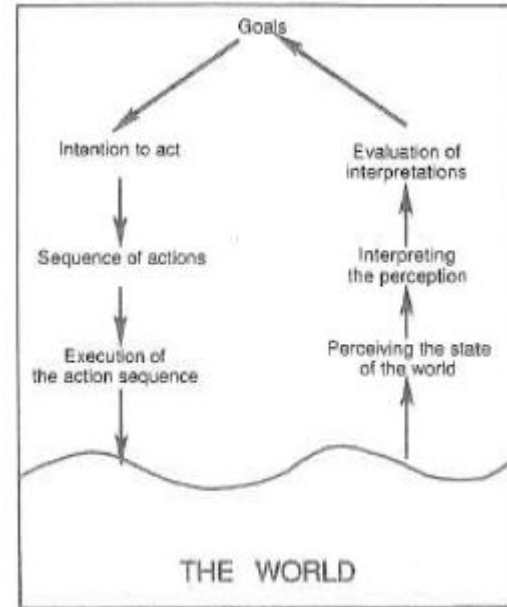 Goals
Intention to act
Sequence of actions
Execution of
the action sequence
Evaluation of
interpretations
Interpreting
the perception
Perceiving the state
of the world
THE WORLD